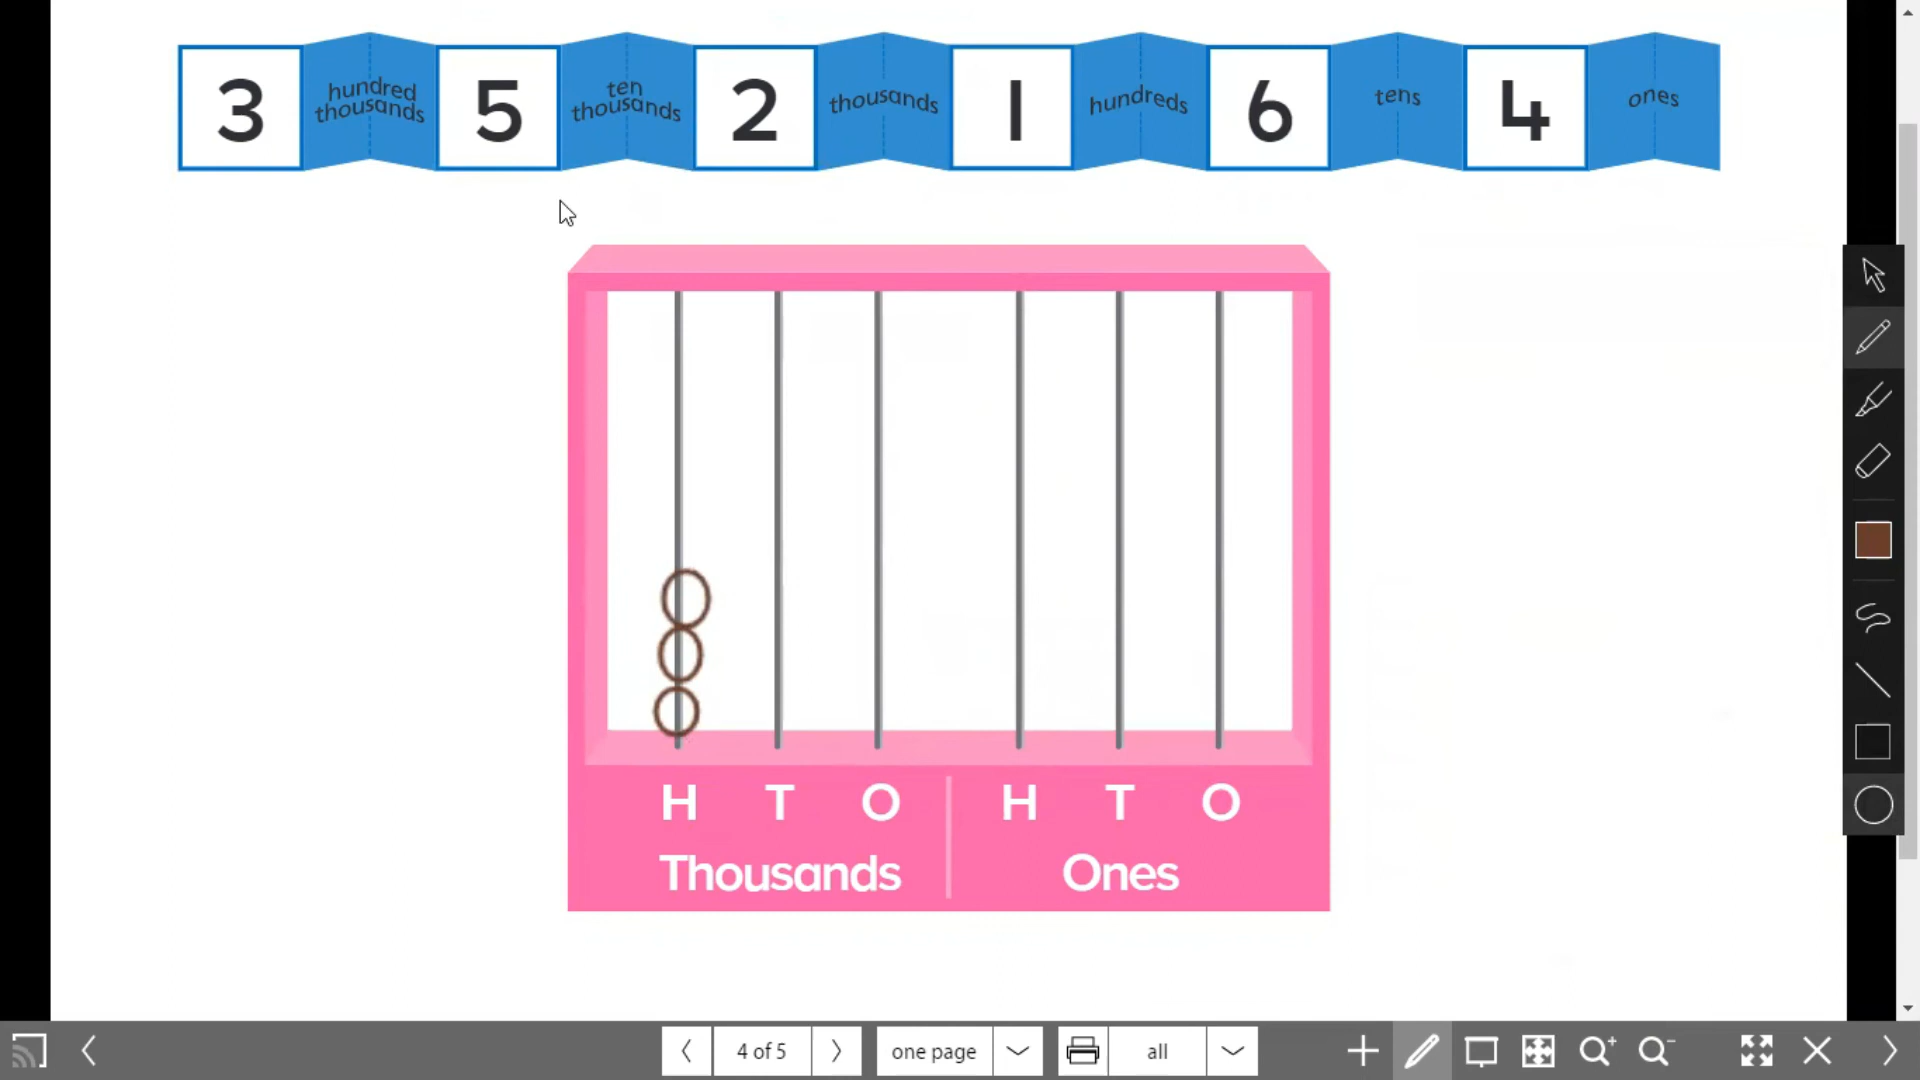 3 hundred thousands 5 ten thousands 2 thousands 1 hundreds 6 tens 4 ones
H T O H T O
Thousands Ones
4 of 5 one page all